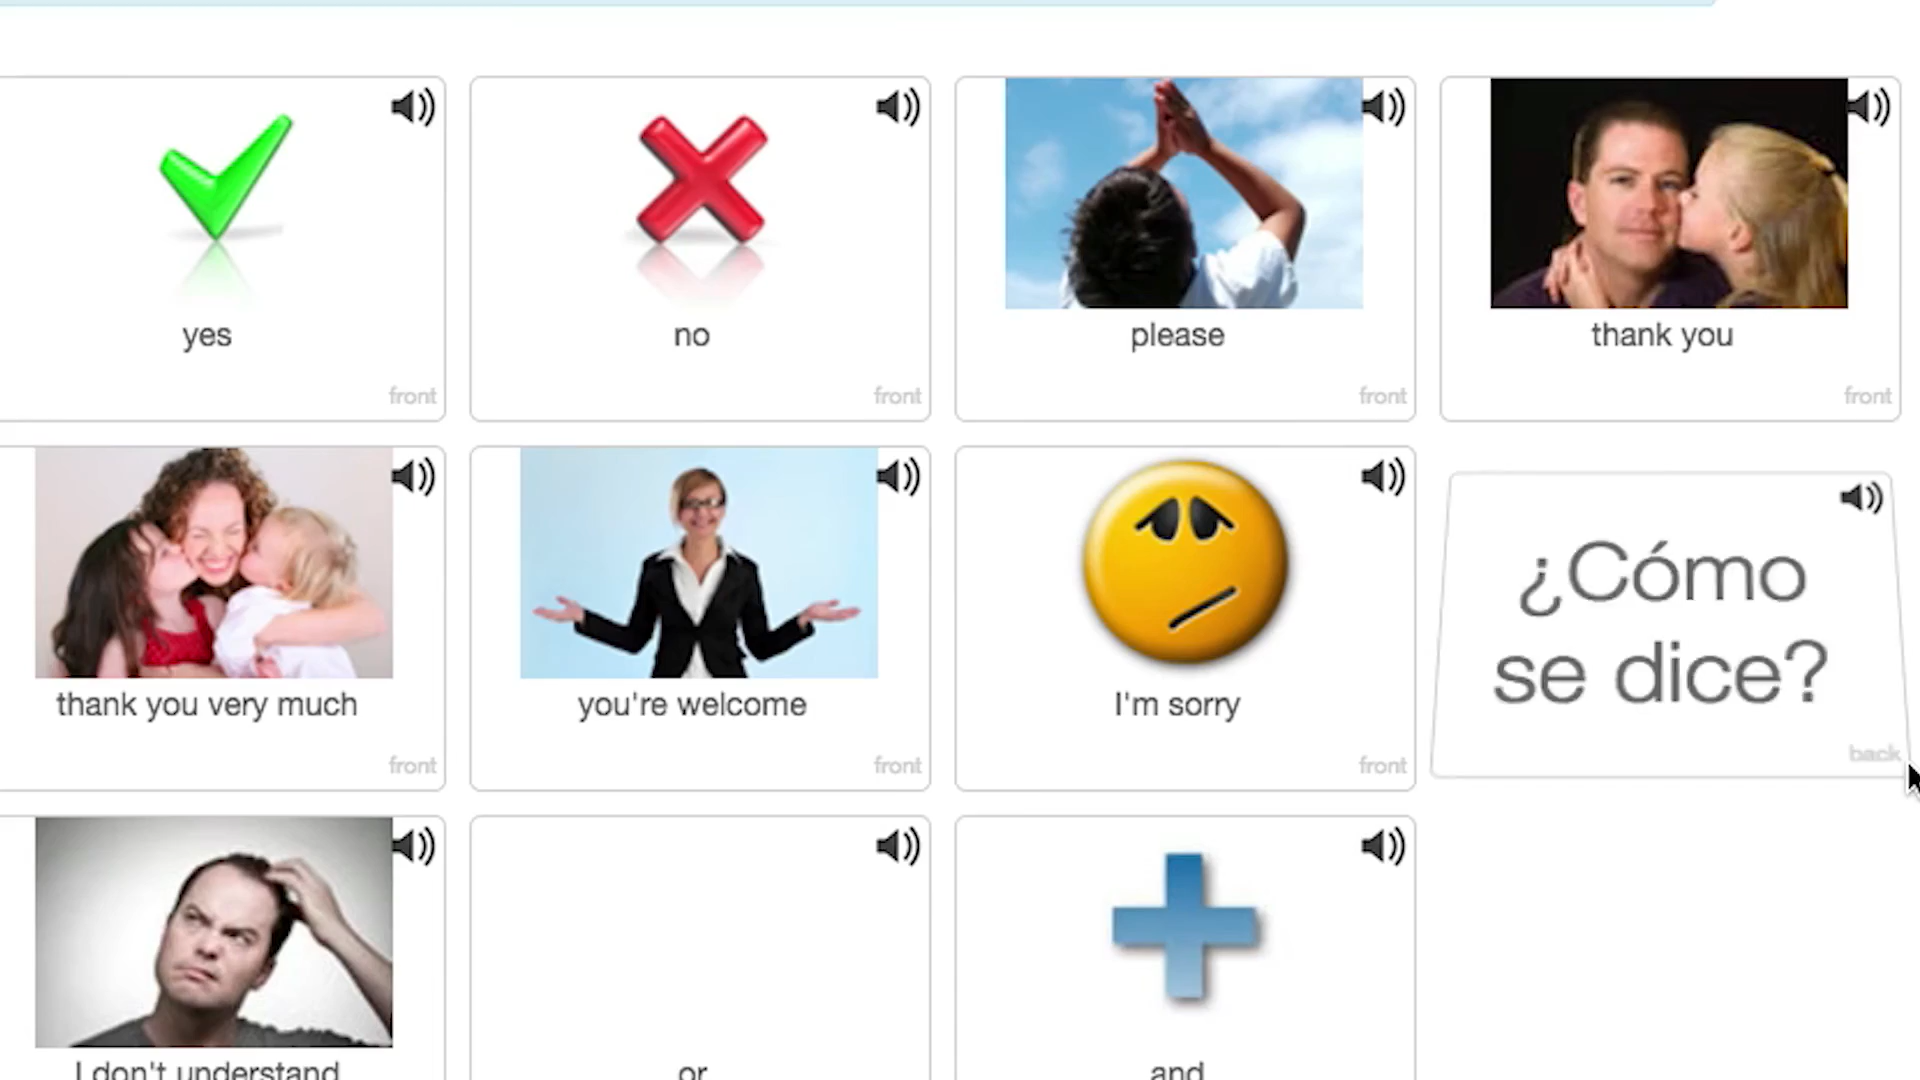 yes
front
no
front
please
front
thank you
front
thank you very much
front
you're welcome
front
I'm sorry
front
¿Cómo
se dice?
back
I don't understand
or
and